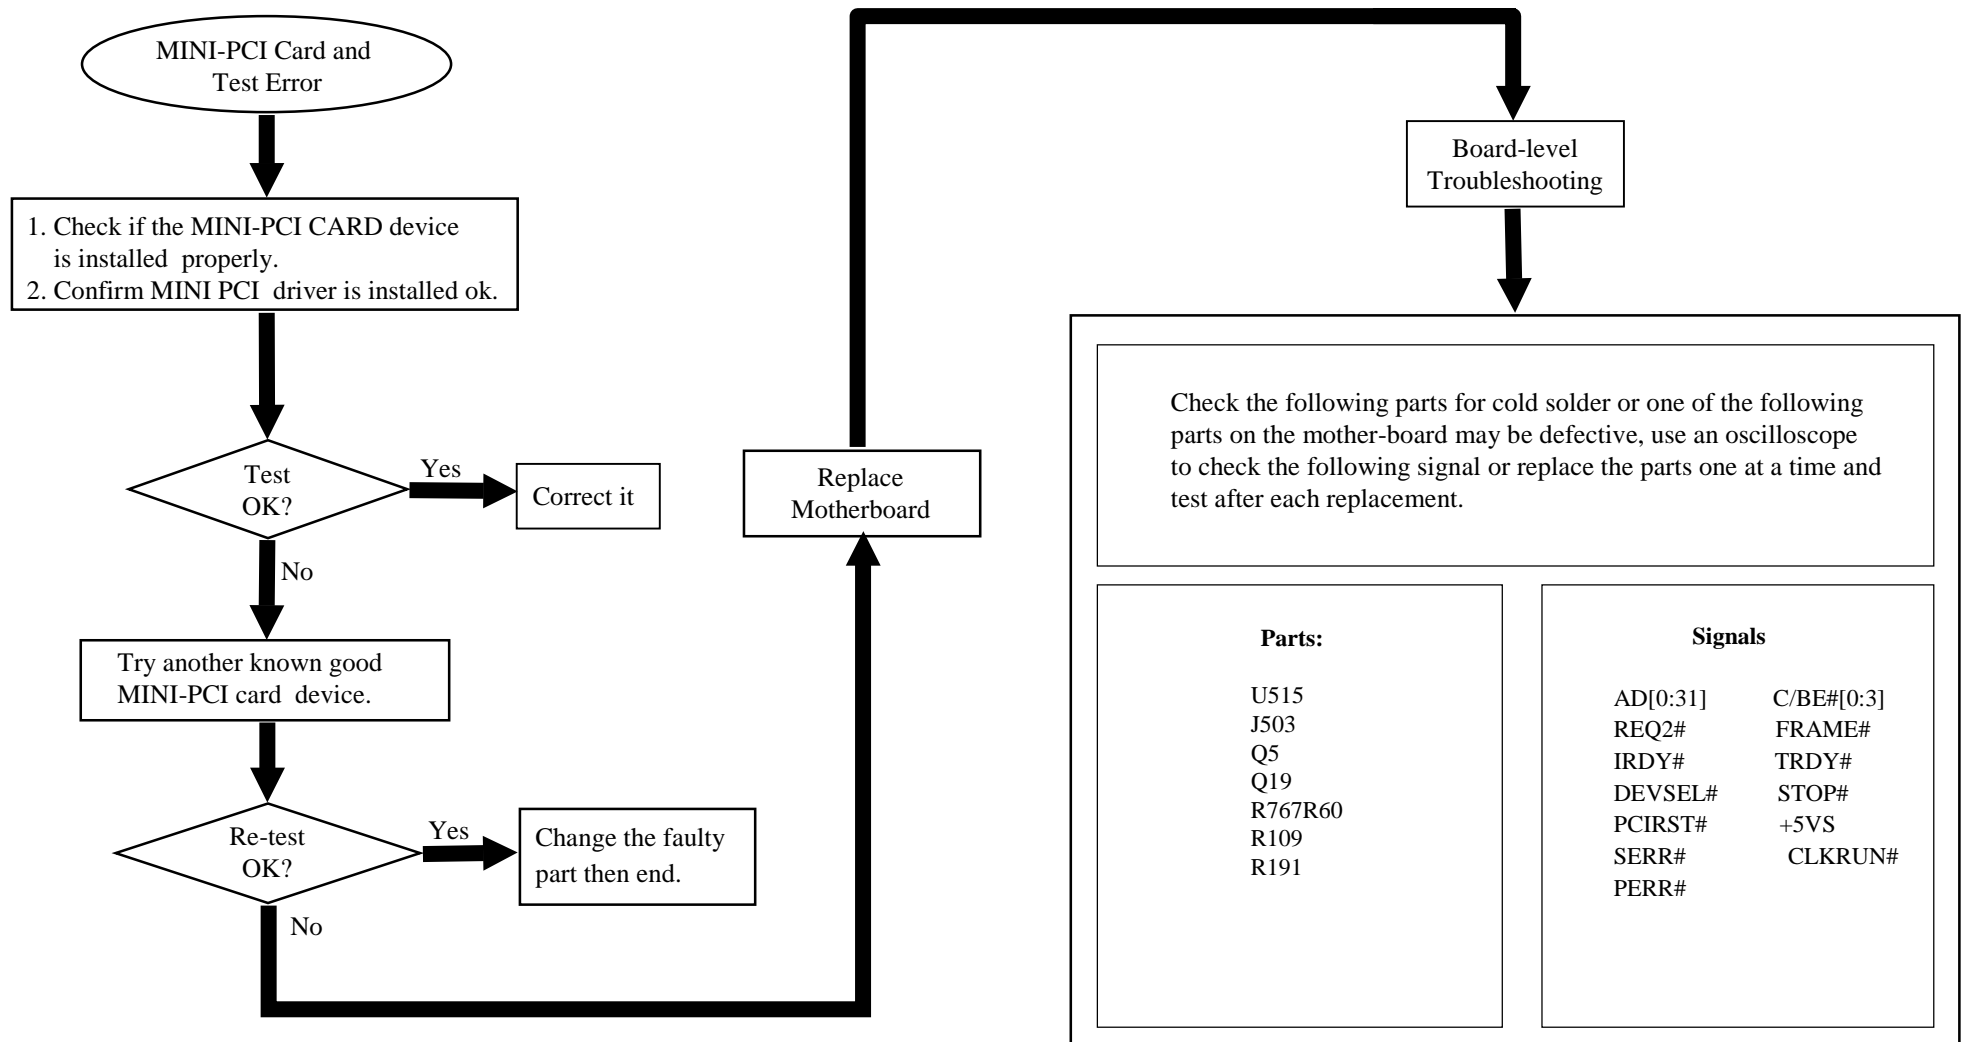 MINI-PCI Card and
Test Error
1. Check if the MINI-PCI CARD device
is installed properly.
2. Confirm MINI PCI driver is installed ok.
Test
OK?
Yes
Correct it
No
Try another known good
MINI-PCI card device.
Re-test
OK?
Yes
Change the faulty
part then end.
No
Replace
Motherboard
Board-level
Troubleshooting
Check the following parts for cold solder or one of the following
parts on the mother-board may be defective, use an oscilloscope
to check the following signal or replace the parts one at a time and
test after each replacement.
Parts:
U515
J503
Q5
Q19
R767R60
R109
R191
Signals
AD[0:31] C/BE#[0:3]
REQ2# FRAME#
IRDY# TRDY#
DEVSEL# STOP#
PCIRST# +5VS
SERR# CLKRUN#
PERR#